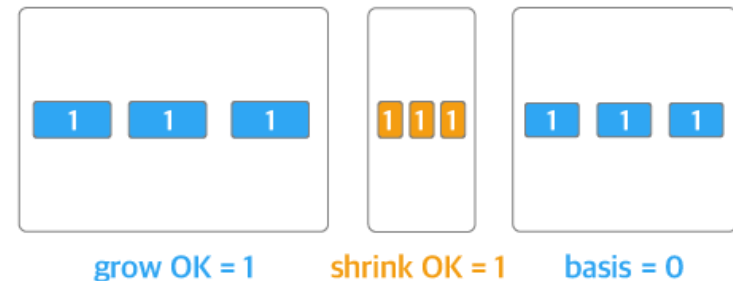 1 1 1 1 1 1 1 1 1
grow OK = 1 shrink OK = 1 basis = 0